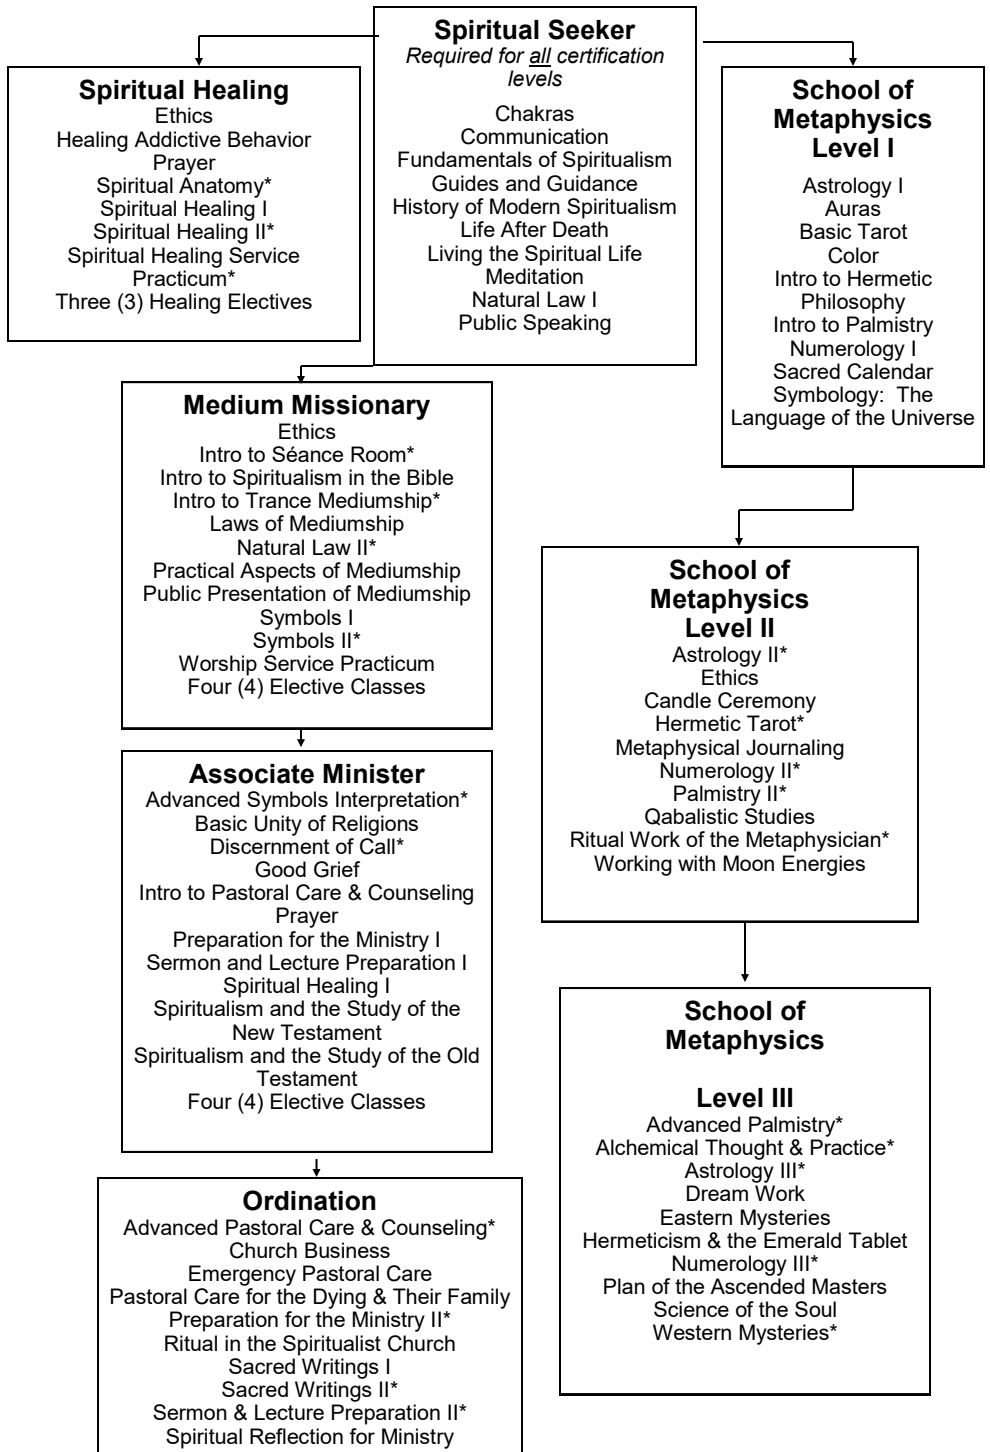 Spiritual Seeker
Required for all certification
levels
Chakras
Communication
Fundamentals of Spiritualism
Guides and Guidance
History of Modern Spiritualism
Life After Death
Living the Spiritual Life
Meditation
Natural Law I
Public Speaking
Spiritual Healing
Ethics
Healing Addictive Behavior
Prayer
Spiritual Anatomy*
Spiritual Healing I
Spiritual Healing II*
Spiritual Healing Service
Practicum*
Three (3) Healing Electives
School of
Metaphysics
Level I
Astrology I
Auras
Basic Tarot
Color
Intro to Hermetic
Philosophy
Intro to Palmistry
Numerology I
Sacred Calendar
Symbology:  The
Language of the Universe
Medium Missionary
Ethics
Intro to Séance Room*
Intro to Spiritualism in the Bible
Intro to Trance Mediumship*
Laws of Mediumship
Natural Law II*
Practical Aspects of Mediumship
Public Presentation of Mediumship
Symbols I
Symbols II*
Worship Service Practicum
Four (4) Elective Classes
School of
Metaphysics
Level II
Astrology II*
Ethics
Candle Ceremony
Hermetic Tarot*
Metaphysical Journaling
Numerology II*
Palmistry II*
Qabalistic Studies
Ritual Work of the Metaphysician*
Working with Moon Energies
Associate Minister
Advanced Symbols Interpretation*
Basic Unity of Religions
Discernment of Call*
Good Grief
Intro to Pastoral Care & Counseling
Prayer
Preparation for the Ministry I
Sermon and Lecture Preparation I
Spiritual Healing I
Spiritualism and the Study of the
New Testament
Spiritualism and the Study of the Old
Testament
Four (4) Elective Classes
School of
Metaphysics
Level III
Advanced Palmistry*
Alchemical Thought & Practice*
Astrology III*
Dream Work
Eastern Mysteries
Hermeticism & the Emerald Tablet
Numerology III*
Plan of the Ascended Masters
Science of the Soul
Western Mysteries*
Ordination
Advanced Pastoral Care & Counseling*
Church Business
Emergency Pastoral Care
Pastoral Care for the Dying & Their Family
Preparation for the Ministry II*
Ritual in the Spiritualist Church
Sacred Writings I
Sacred Writings II*
Sermon & Lecture Preparation II*
Spiritual Reflection for Ministry